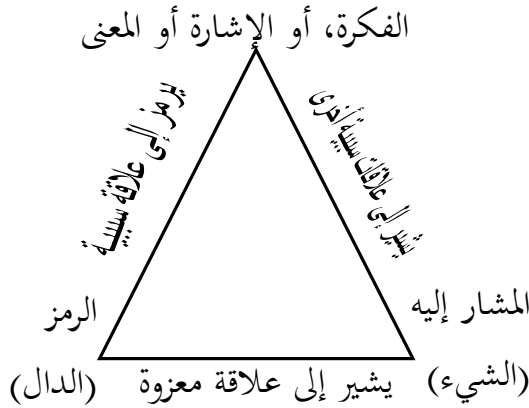 الفكرة، أو الإشارة أو المعنى
يرمز إلى علاقة سببية
يشير إلى علاقات سببية أخرى
المشار إليه
الرمز
(الشيء)
يشير إلى علاقة معزوة
(الدال)